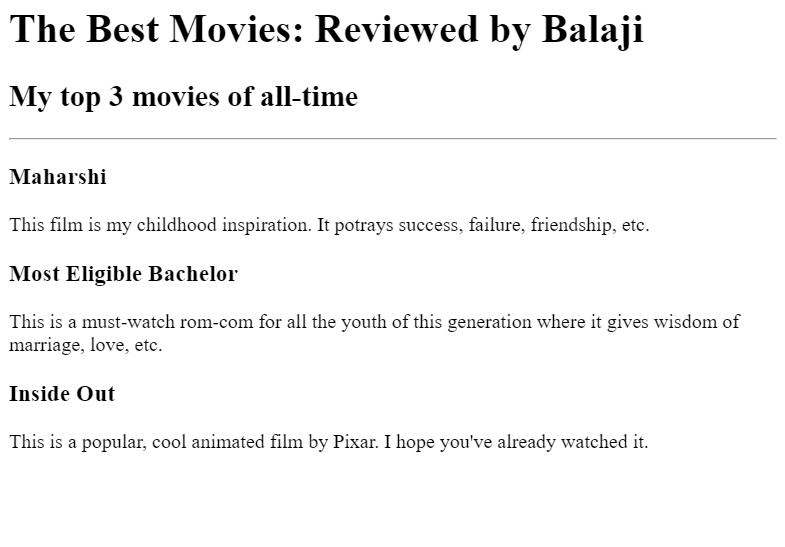 The Best Movies: Reviewed by Balaji
My top 3 movies of all-time
Maharshi
This film is my childhood inspiration. It potrays success, failure, friendship, etc.
Most Eligible Bachelor
This is a must-watch rom-com for all the youth of this generation where it gives wisdom of
marriage, love, etc.
Inside Out
This is a popular, cool animated film by Pixar. I hope you've already watched it.